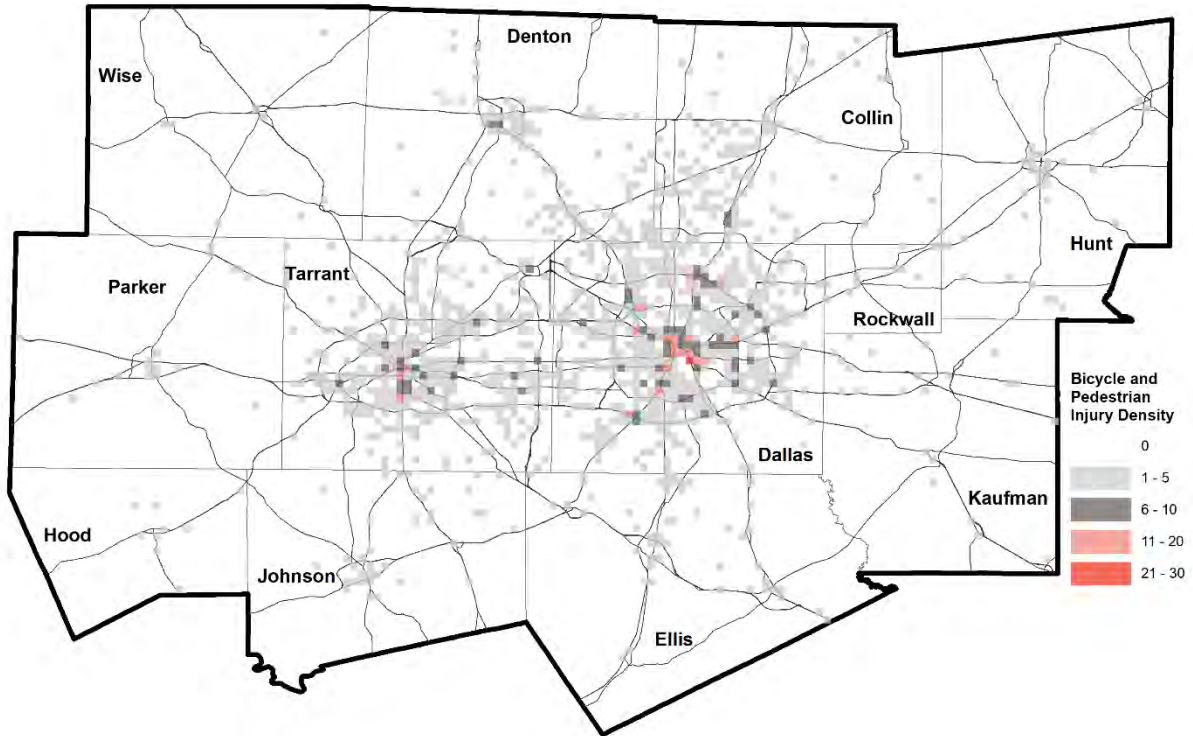 Denton
Wise
Collin
Hunt
Parker
Tarrant
Rockwall
Bicycle and
Pedestrian
Injury Density
0
1 - 5
6 - 10
11 - 20
21 - 30
Dallas
Kaufman
Hood
Johnson
Ellis